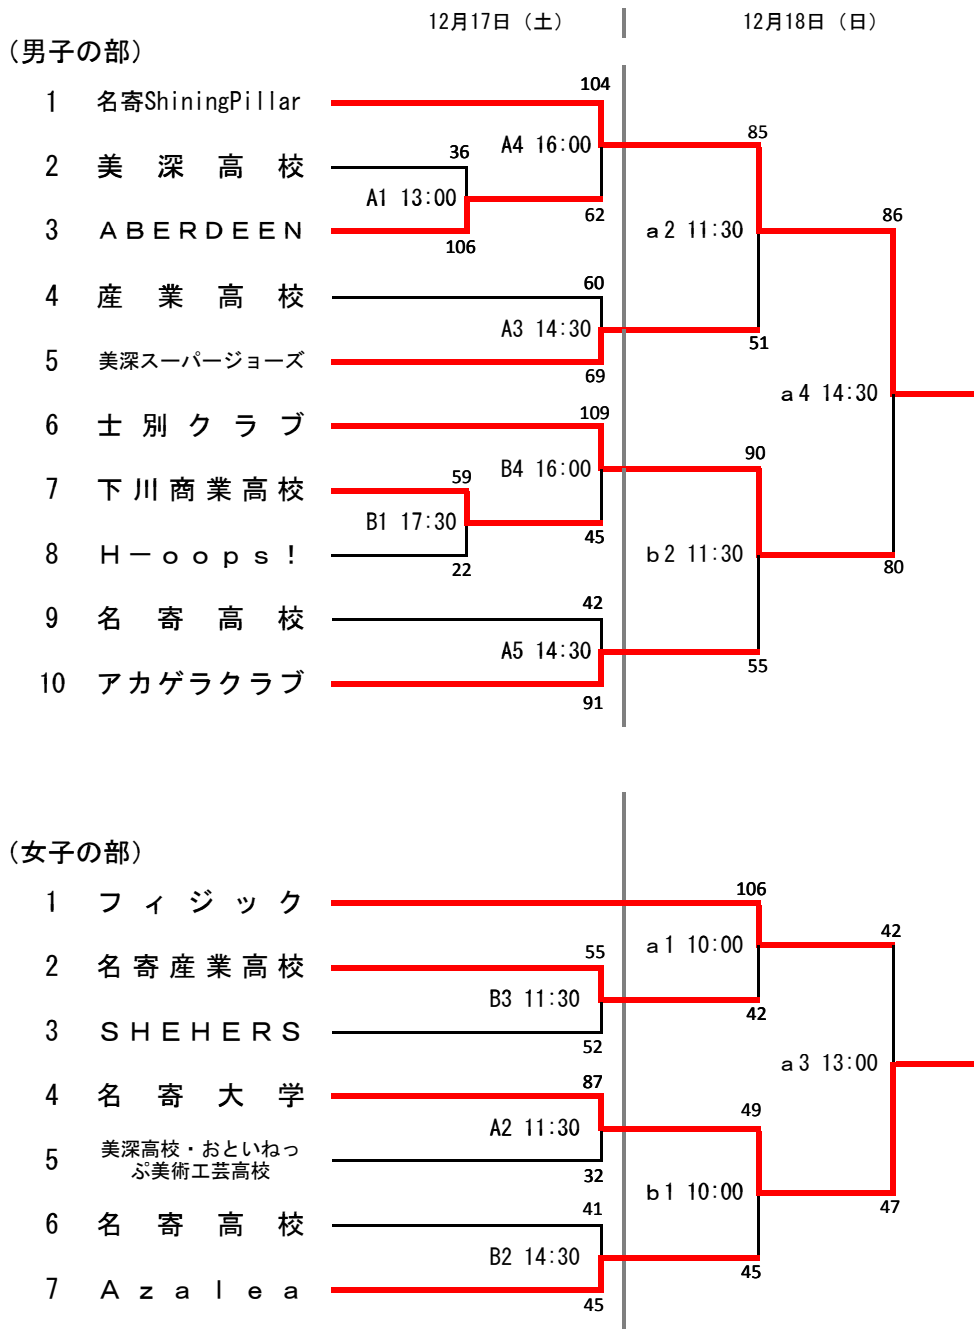 12月17日（土） 12月18日（日）
（男子の部）
104
1 名寄ShiningPillar
85
A4 16:00
36
2 美深高校
A1 13:00
62
86
3 ＡＢＥＲＤＥＥＮ
a2 11:30
106
60
4 産業高校
A3 14:30
51
5 美深スーパージョーズ
69
a4 14:30
109
6 士別クラブ
90
B4 16:00
59
7 下川商業高校
B1 17:30
45
8 Ｈ－ｏｏｐｓ！
b2 11:30
22
80
42
9 名寄高校
A5 14:30
55
10 アカゲラクラブ
91
（女子の部）
106
1 フィジック
42
a1 10:00
55
2 名寄産業高校
B3 11:30
42
3 ＳＨＥＨＥＲＳ
52
a3 13:00
87
4 名寄大学
49
A2 11:30
美深高校・おといねっ
5
ぷ美術工芸高校
32
b1 10:00
47
41
6 名寄高校
B2 14:30
45
7 Ａｚａｌｅａ
45